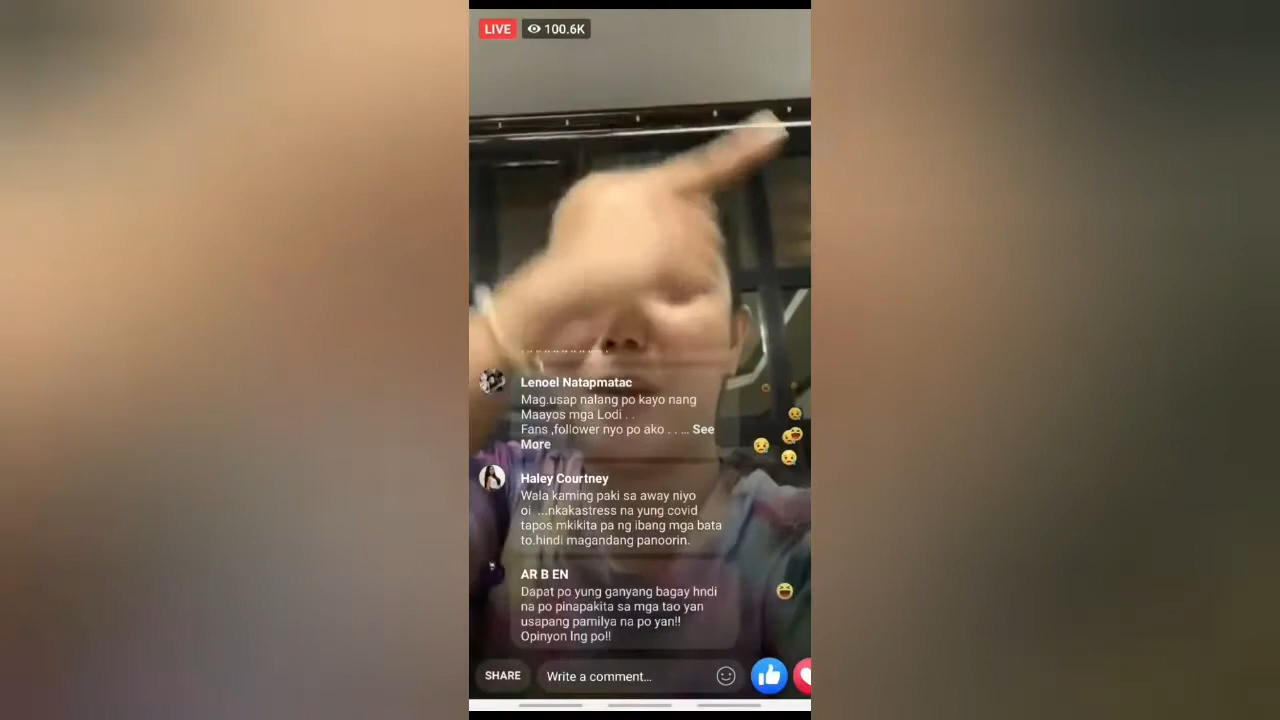 LIVE 100.6K
Lenoel Natapmatac
Mag.usap nalang po kayo nang
Maayos mga Lodi . .
Fans ,follower nyo po ako . . ... See
More
Haley Courtney
Wala kaming paki sa away niyo
oi ...nkakastress na yung covid
tapos mkikita pa ng ibang mga bata
to.hindi magandang panoorin.
AR B EN
Dapat po yung ganyang bagay hndi
na po pinapakita sa mga tao yan
usapang pamilya na po yan!!
Opinyon lng po!!
SHARE Write a comment...